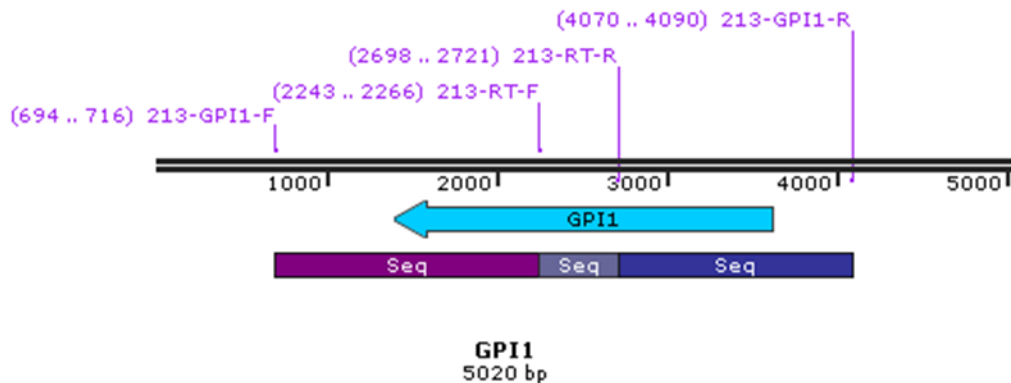 (4070 .. 4090) 213-GPI1-R
(2698 .. 2721) 213-RT-R
(2243 .. 2266) 213-RT-F
(694 .. 716) 213-GPI1-F
1000 2000 3000 4000 5000
GPI1
Seq Seq Seq
GPI1
5020 bp